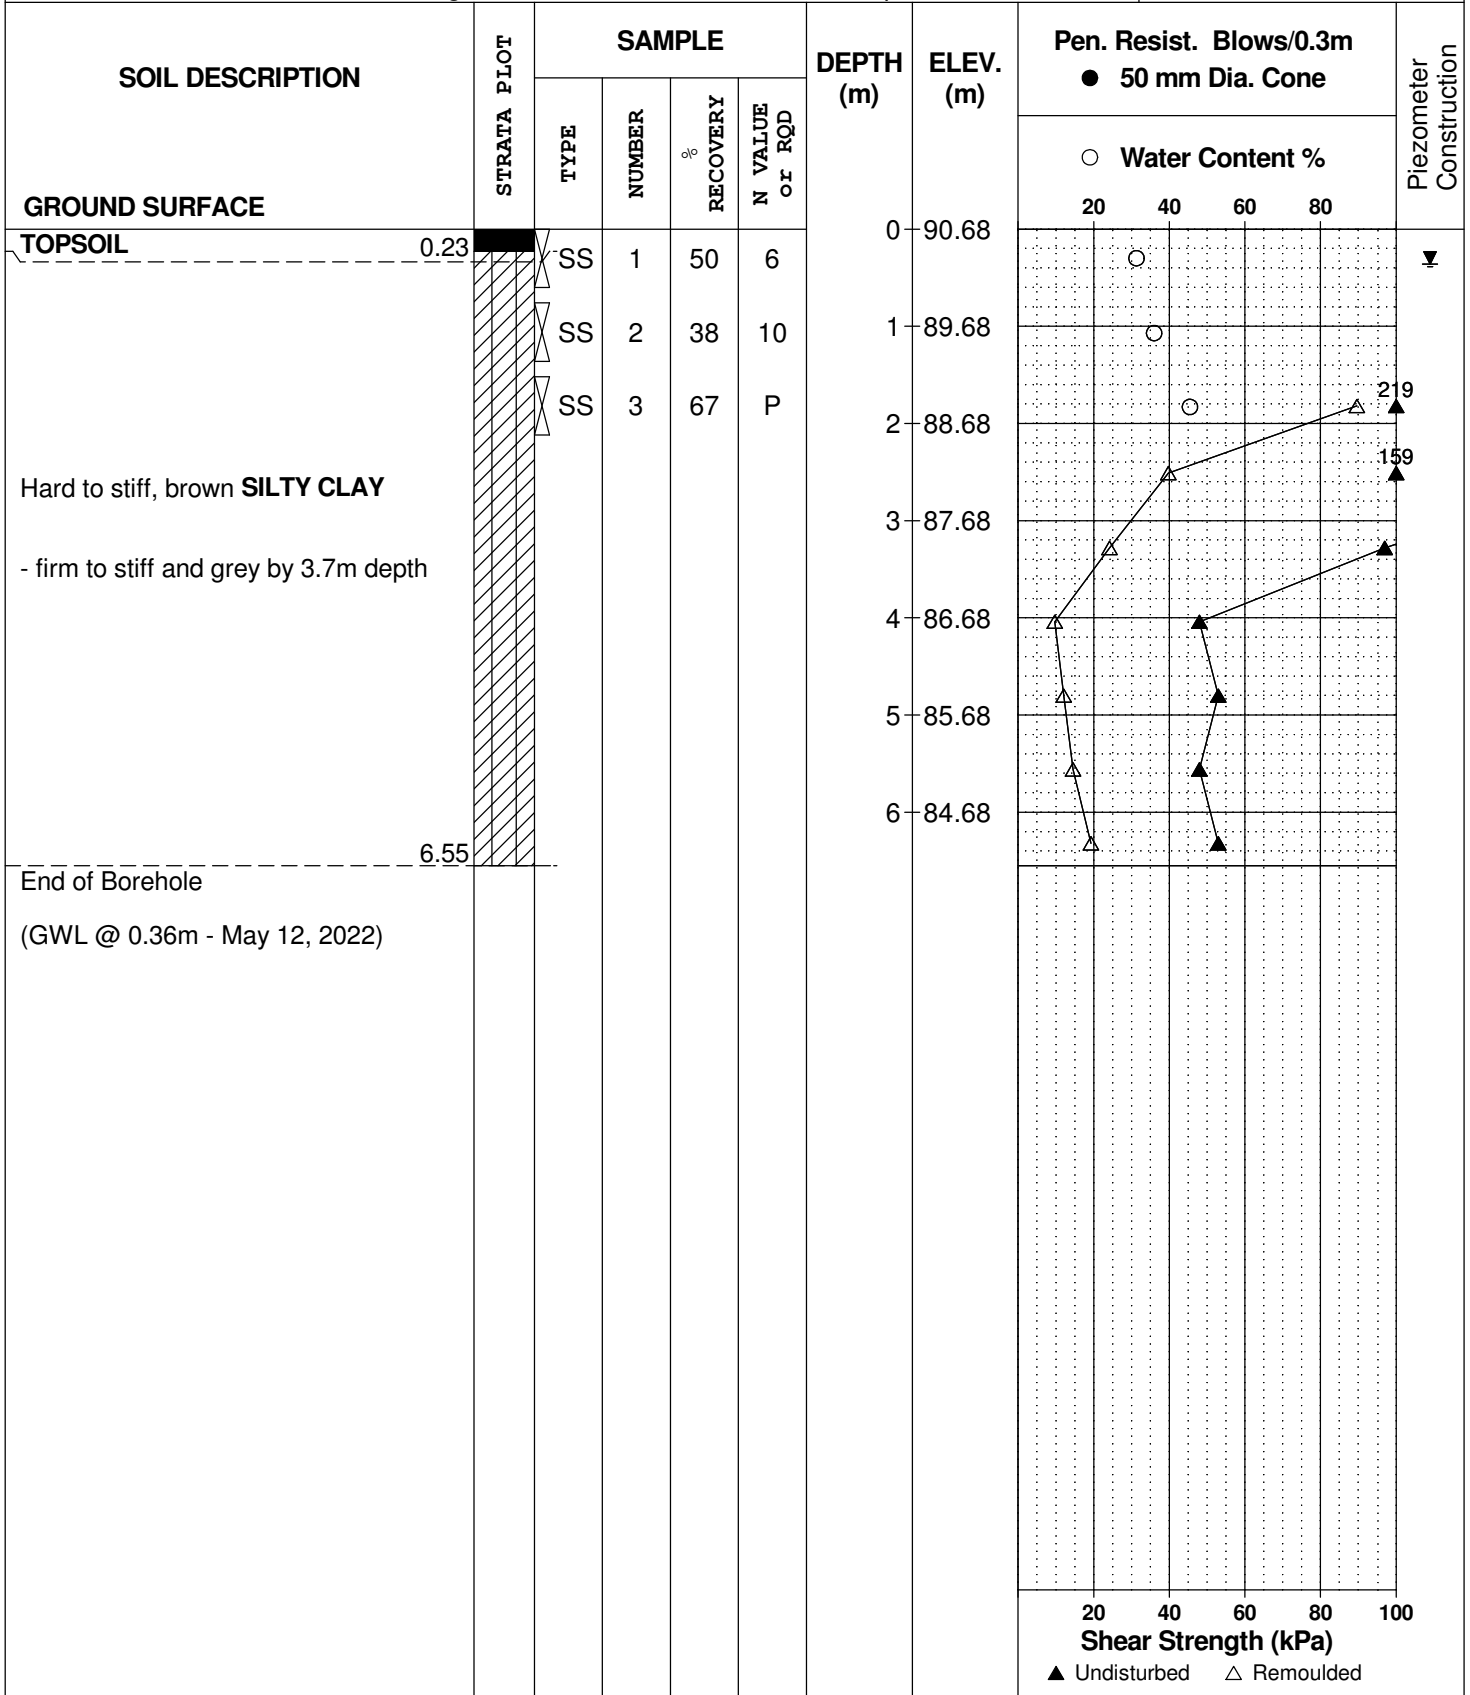 SOIL DESCRIPTION
GROUND SURFACE
STRATA PLOT
SAMPLE
TYPE
NUMBER
% RECOVERY
N VALUE or RQD
DEPTH (m)
ELEV. (m)
Pen. Resist. Blows/0.3m
● 50 mm Dia. Cone
○ Water Content %
20 40 60 80
Piezometer Construction
TOPSOIL 0.23
SS 1 50 6
SS 2 38 10
SS 3 67 P
0 90.68
1 89.68
2 88.68
3 87.68
4 86.68
5 85.68
6 84.68
219
159
Hard to stiff, brown SILTY CLAY
- firm to stiff and grey by 3.7m depth
6.55
End of Borehole
(GWL @ 0.36m - May 12, 2022)
20 40 60 80 100
Shear Strength (kPa)
▲ Undisturbed △ Remoulded